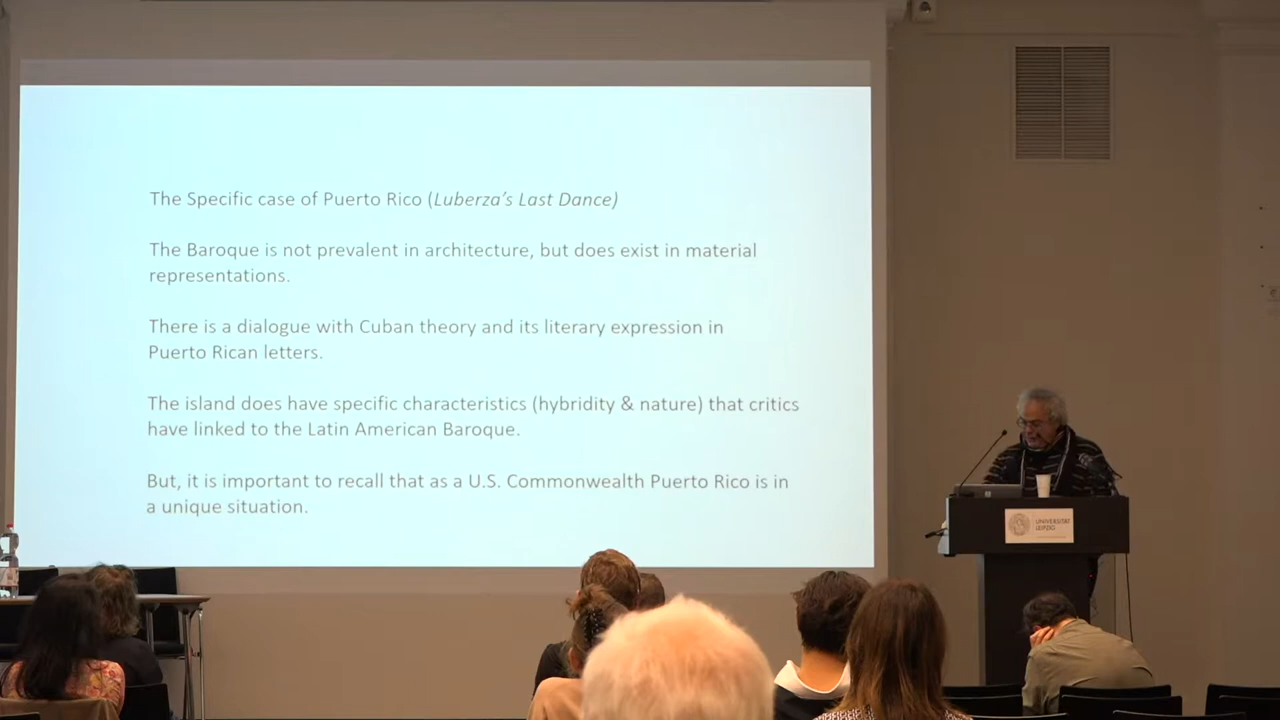 The Specific case of Puerto Rico (Luberza's Last Dance)
The Baroque is not prevalent in architecture, but does exist in material
representations.
There is a dialogue with Cuban theory and its literary expression in
Puerto Rican letters.
The island does have specific characteristics (hybridity & nature) that critics
have linked to the Latin American Baroque.
But, it is important to recall that as a U.S. Commonwealth Puerto Rico is in
a unique situation.
UNIVERSITÄT
LEIPZIG